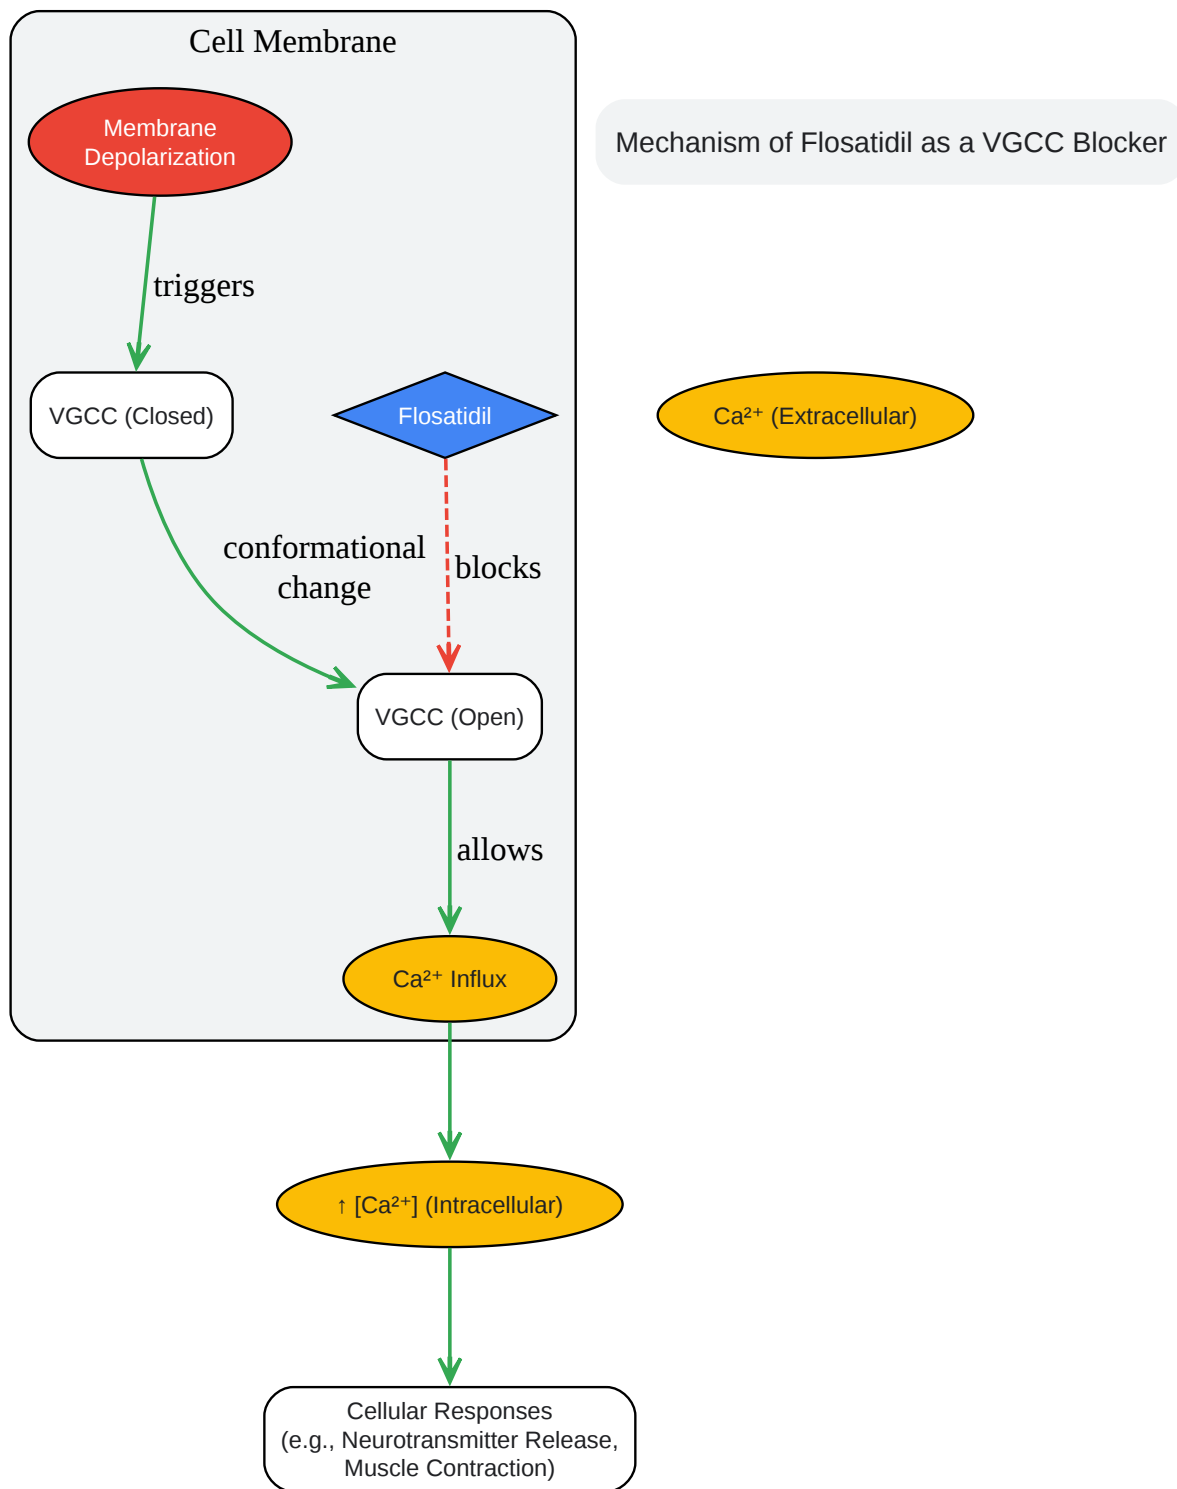 Cell Membrane
Membrane
Depolarization
Mechanism of Flosatidil as a VGCC Blocker
triggers
VGCC (Closed)
Flosatidil
Ca²⁺ (Extracellular)
conformational
change
blocks
VGCC (Open)
allows
Ca²⁺ Influx
↑ [Ca²⁺] (Intracellular)
Cellular Responses
(e.g., Neurotransmitter Release,
Muscle Contraction)